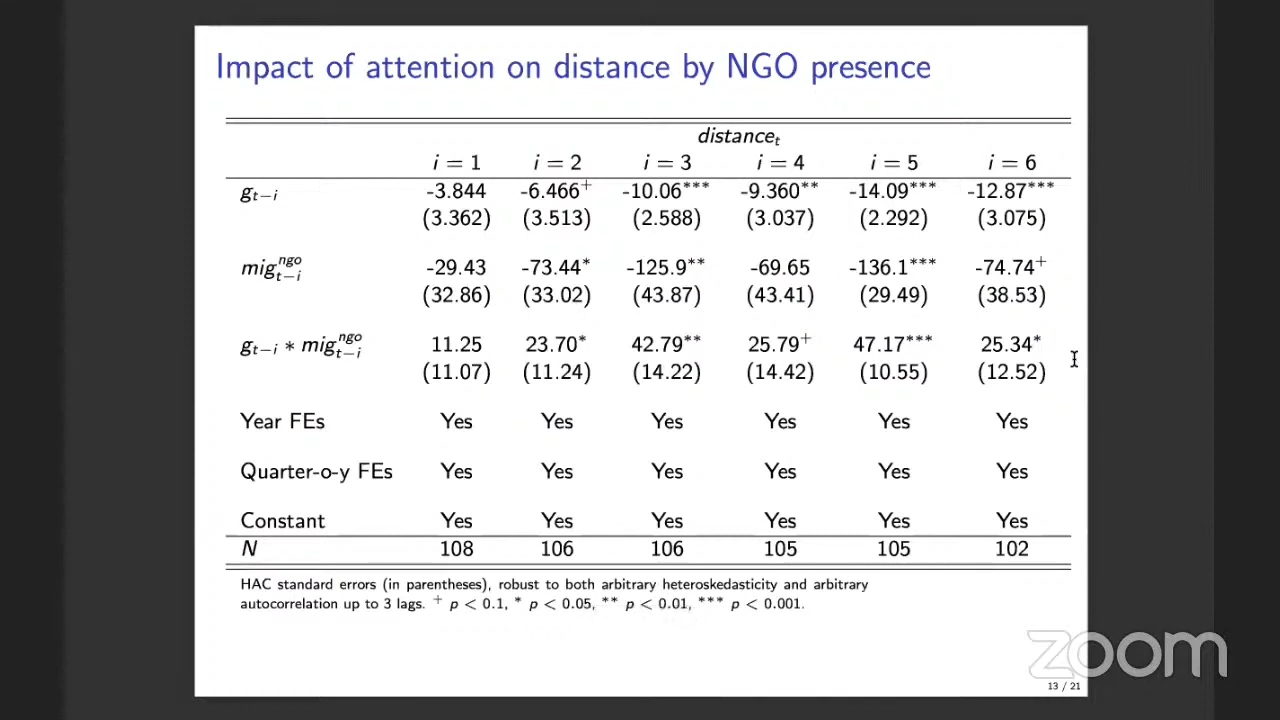 Impact of attention on distance by NGO presence
distance_t
i = 1 i = 2 i = 3 i = 4 i = 5 i = 6
g_{t−i} -3.844 -6.466^+ -10.06*** -9.360** -14.09*** -12.87***
(3.362) (3.513) (2.588) (3.037) (2.292) (3.075)
mig^{ngo}_{t−i} -29.43 -73.44* -125.9** -69.65 -136.1*** -74.74^+
(32.86) (33.02) (43.87) (43.41) (29.49) (38.53)
g_{t−i} * mig^{ngo}_{t−i} 11.25 23.70* 42.79** 25.79^+ 47.17*** 25.34*
(11.07) (11.24) (14.22) (14.42) (10.55) (12.52)
Year FEs Yes Yes Yes Yes Yes Yes
Quarter-o-y FEs Yes Yes Yes Yes Yes Yes
Constant Yes Yes Yes Yes Yes Yes
N 108 106 106 105 105 102
HAC standard errors (in parentheses), robust to both arbitrary heteroskedasticity and arbitrary
autocorrelation up to 3 lags. ^+ p < 0.1, * p < 0.05, ** p < 0.01, *** p < 0.001.
zoom
13 / 21